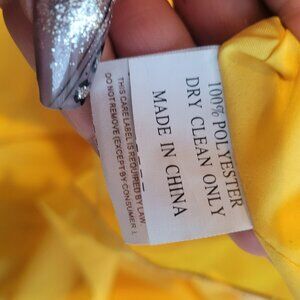 100% POLYESTER
DRY CLEAN ONLY
MADE IN CHINA
THIS CARE LABEL IS REQUIRED BY LAW.
DO NOT REMOVE (EXCEPT BY CONSUMER